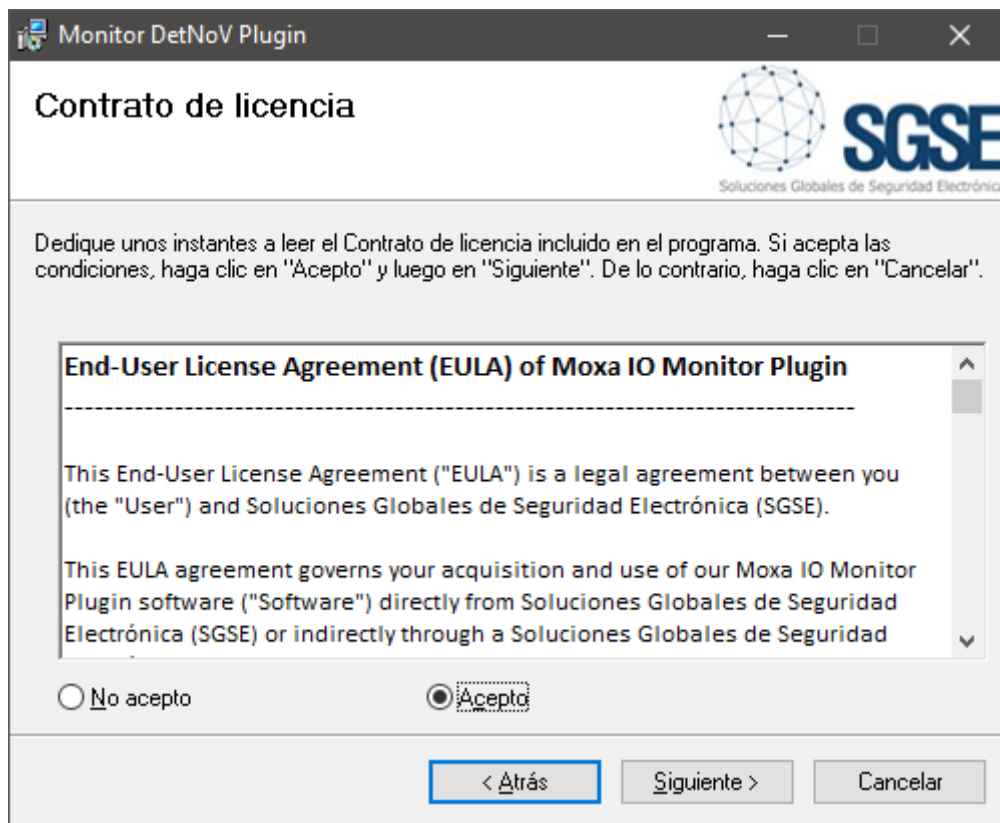 Monitor DetNoV Plugin
Contrato de licencia
SGSE
Soluciones Globales de Seguridad Electrónica
Dedique unos instantes a leer el Contrato de licencia incluido en el programa. Si acepta las
condiciones, haga clic en "Acepto" y luego en "Siguiente". De lo contrario, haga clic en "Cancelar".
End-User License Agreement (EULA) of Moxa IO Monitor Plugin
-------------------------------------------------------------------------------
This End-User License Agreement ("EULA") is a legal agreement between you
(the "User") and Soluciones Globales de Seguridad Electrónica (SGSE).
This EULA agreement governs your acquisition and use of our Moxa IO Monitor
Plugin software ("Software") directly from Soluciones Globales de Seguridad
Electrónica (SGSE) or indirectly through a Soluciones Globales de Seguridad
No acepto
Acepto
< Atrás
Siguiente >
Cancelar